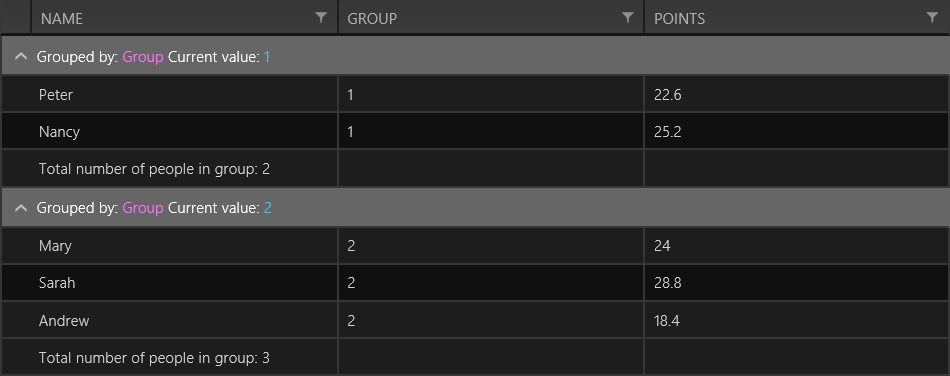 NAME GROUP POINTS
Grouped by: Group Current value: 1
Peter 1 22.6
Nancy 1 25.2
Total number of people in group: 2
Grouped by: Group Current value: 2
Mary 2 24
Sarah 2 28.8
Andrew 2 18.4
Total number of people in group: 3